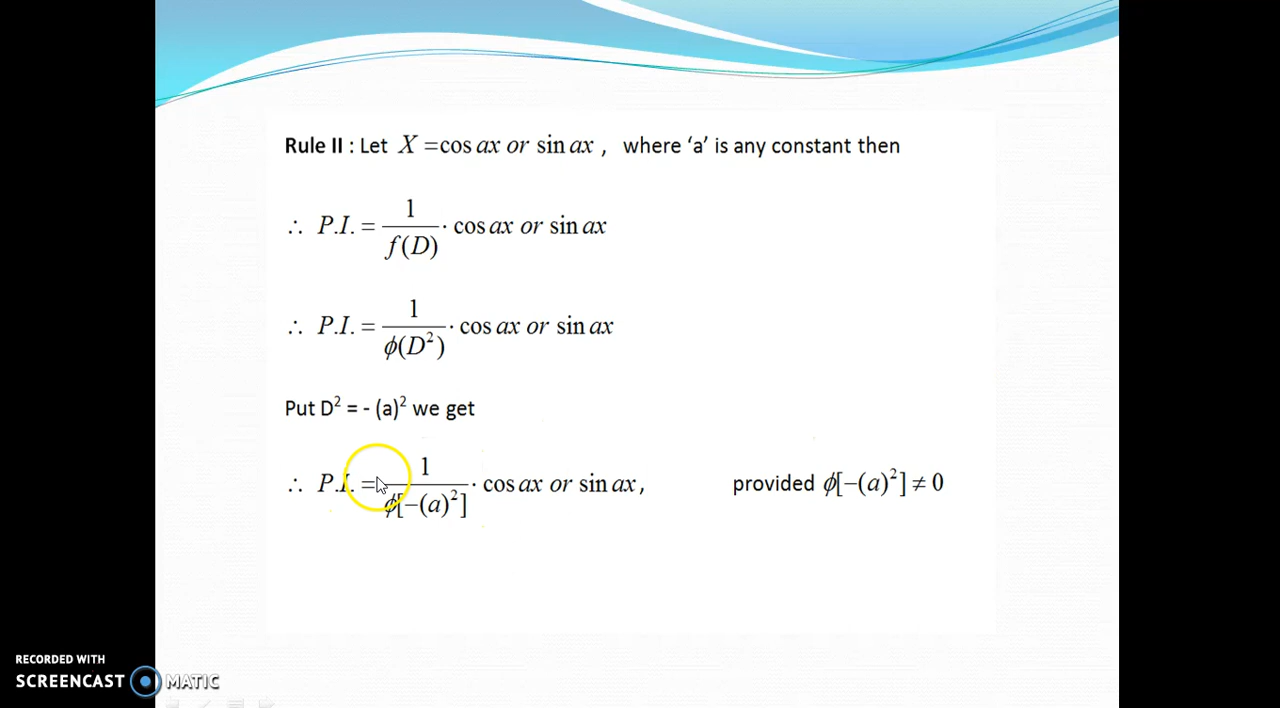 Rule II : Let X = cos ax or sin ax , where ‘a’ is any constant then
∴ P.I. = 1/f(D) · cos ax or sin ax
∴ P.I. = 1/ϕ(D²) · cos ax or sin ax
Put D² = - (a)² we get
∴ P.I. = 1/ϕ[−(a)²] · cos ax or sin ax, provided ϕ[−(a)²] ≠ 0
RECORDED WITH
SCREENCAST MATIC